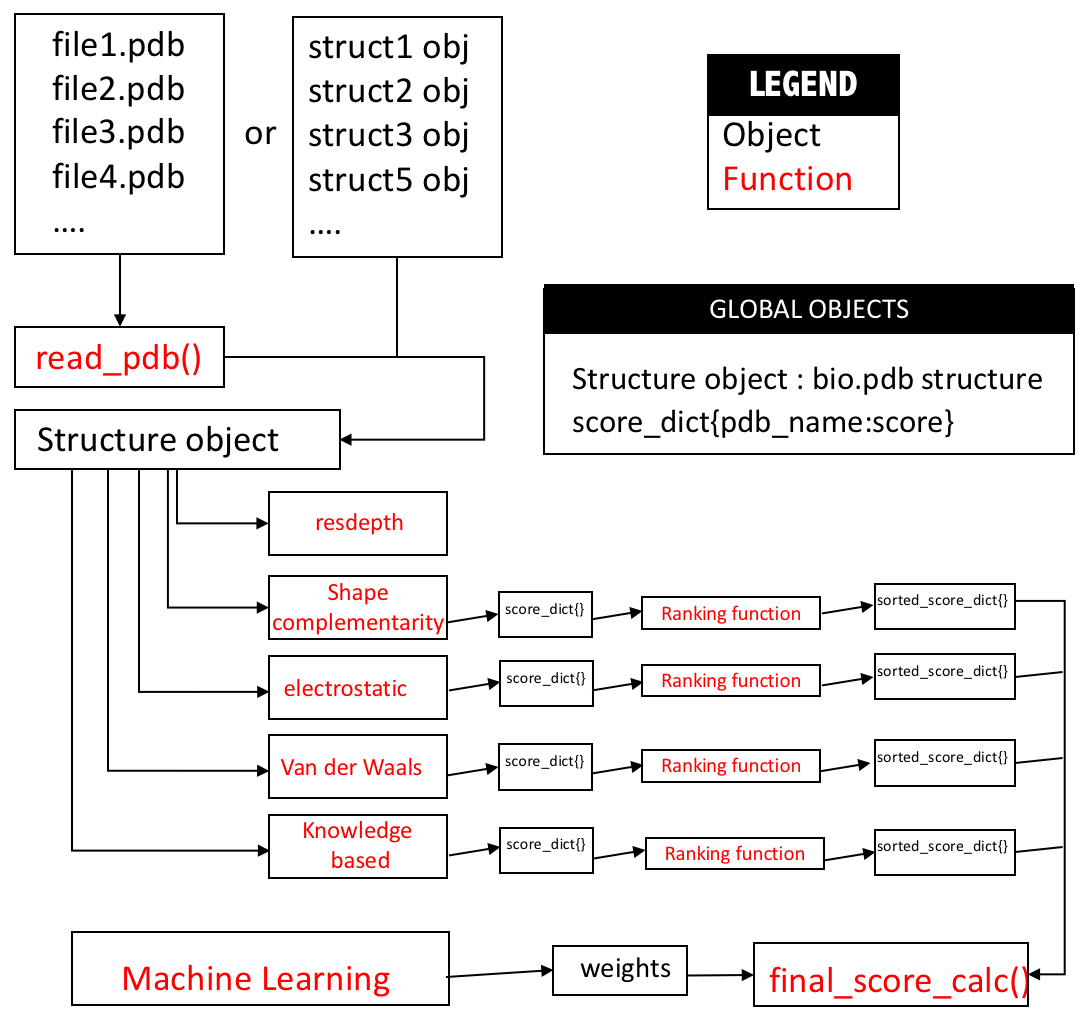 file1.pdb
file2.pdb
file3.pdb
file4.pdb
....
or
struct1 obj
struct2 obj
struct3 obj
struct5 obj
....
LEGEND
Object
Function
GLOBAL OBJECTS
Structure object : bio.pdb structure
score_dict{pdb_name:score}
read_pdb()
Structure object
resdepth
Shape
complementarity
score_dict{}
Ranking function
sorted_score_dict{}
electrostatic
score_dict{}
Ranking function
sorted_score_dict{}
Van der Waals
score_dict{}
Ranking function
sorted_score_dict{}
Knowledge
based
score_dict{}
Ranking function
sorted_score_dict{}
Machine Learning
weights
final_score_calc()